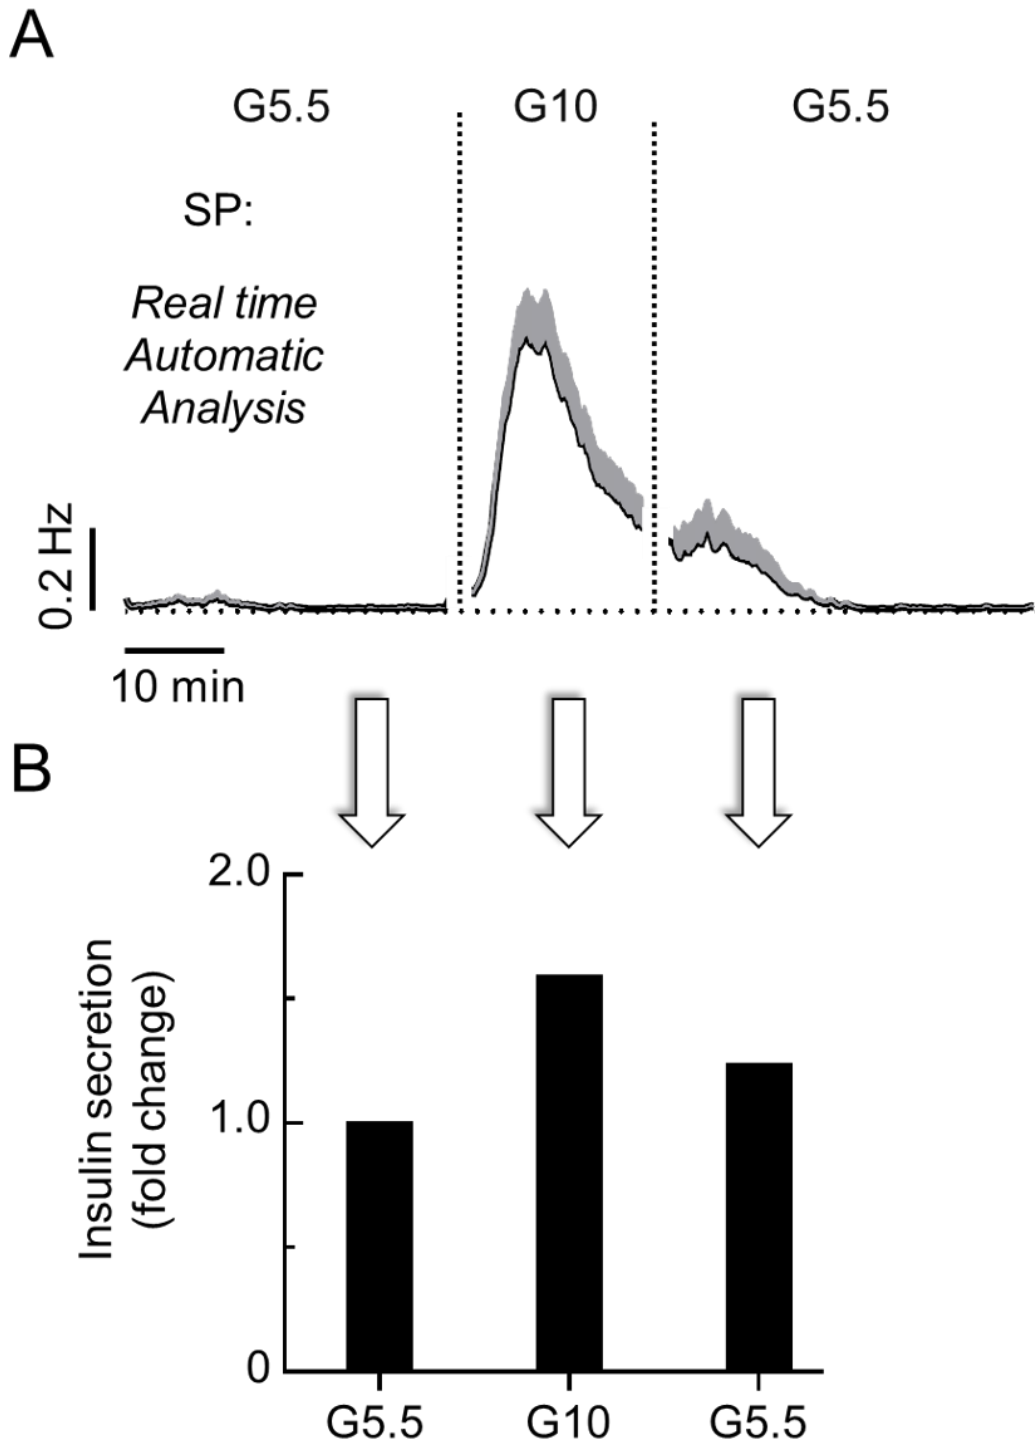 A
G5.5 G10 G5.5
SP:
Real time
Automatic
Analysis
0.2 Hz
10 min
B
Insulin secretion
(fold change)
2.0
1.0
0
G5.5 G10 G5.5